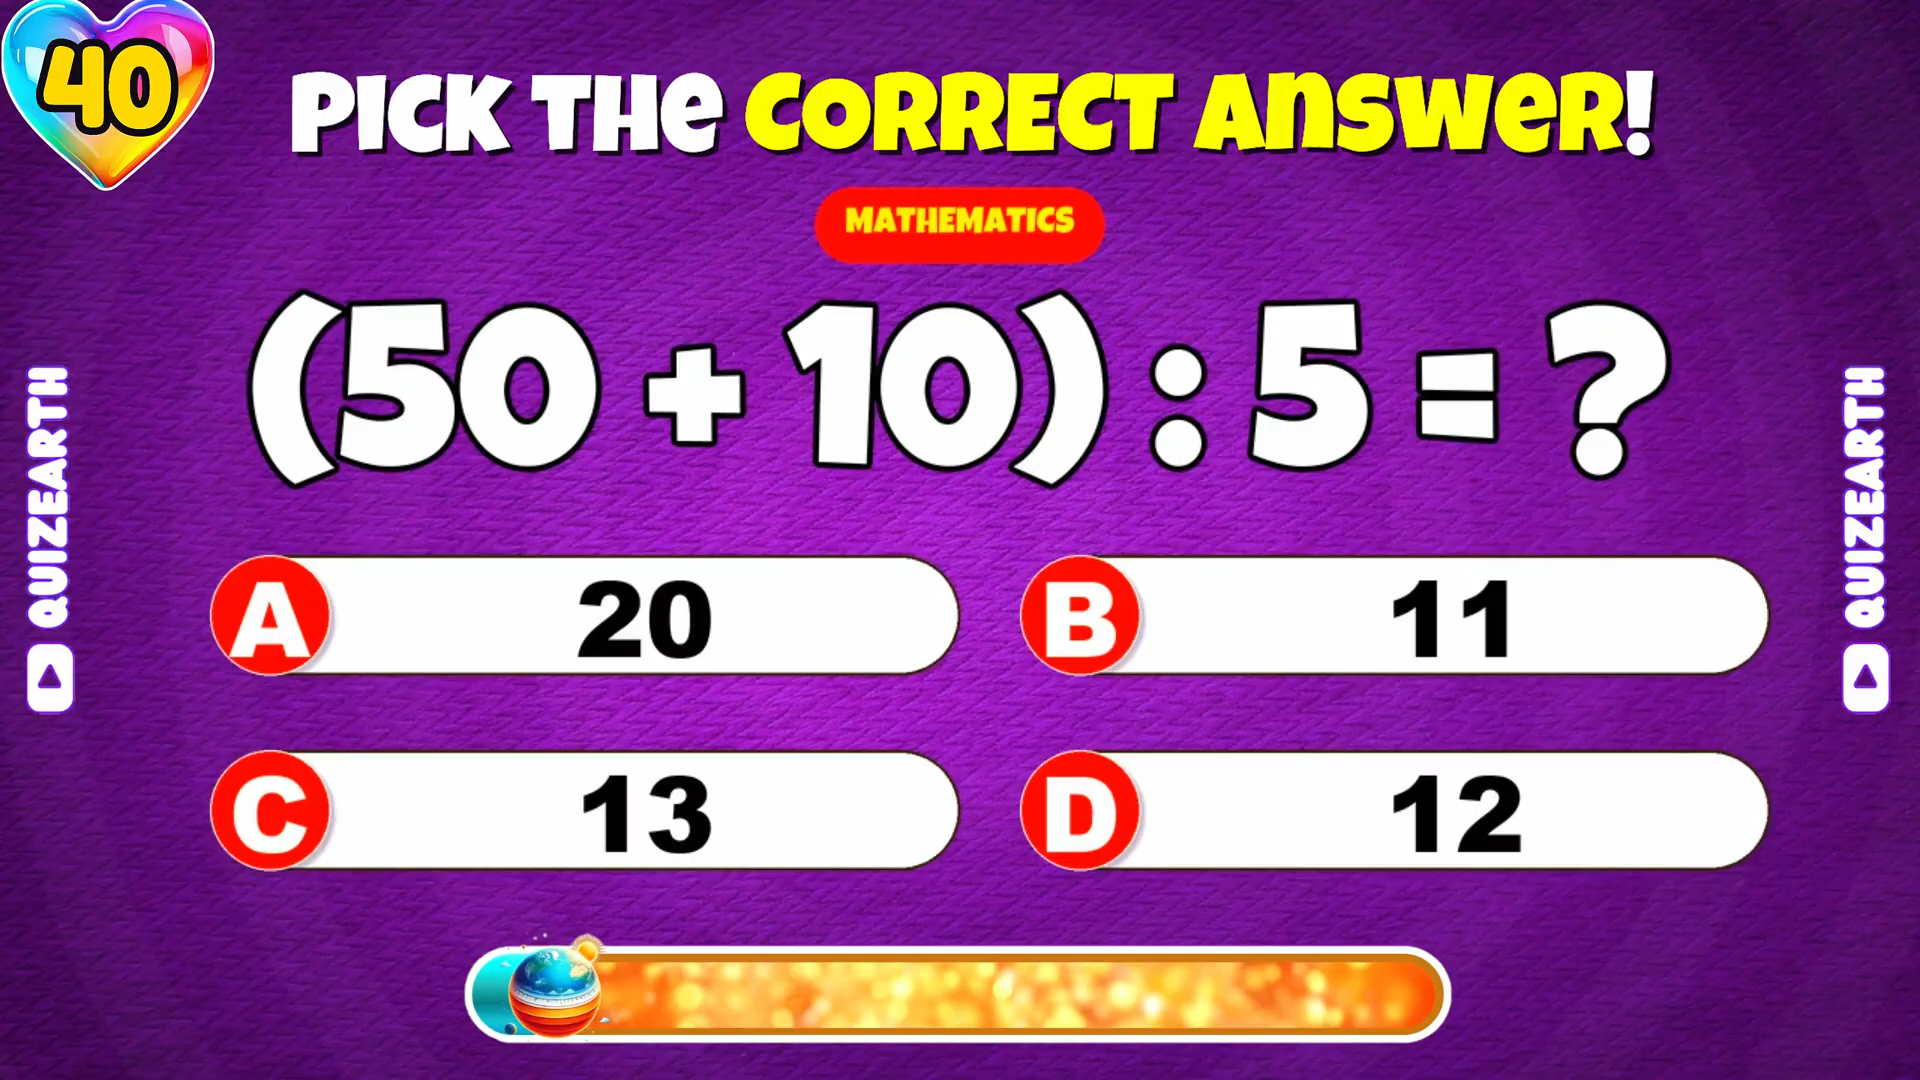 40
PICK THE CORRECT ANSWER!
MATHEMATICS
(50 + 10) : 5 = ?
A 20
B 11
C 13
D 12
QUIZEARTH
QUIZEARTH